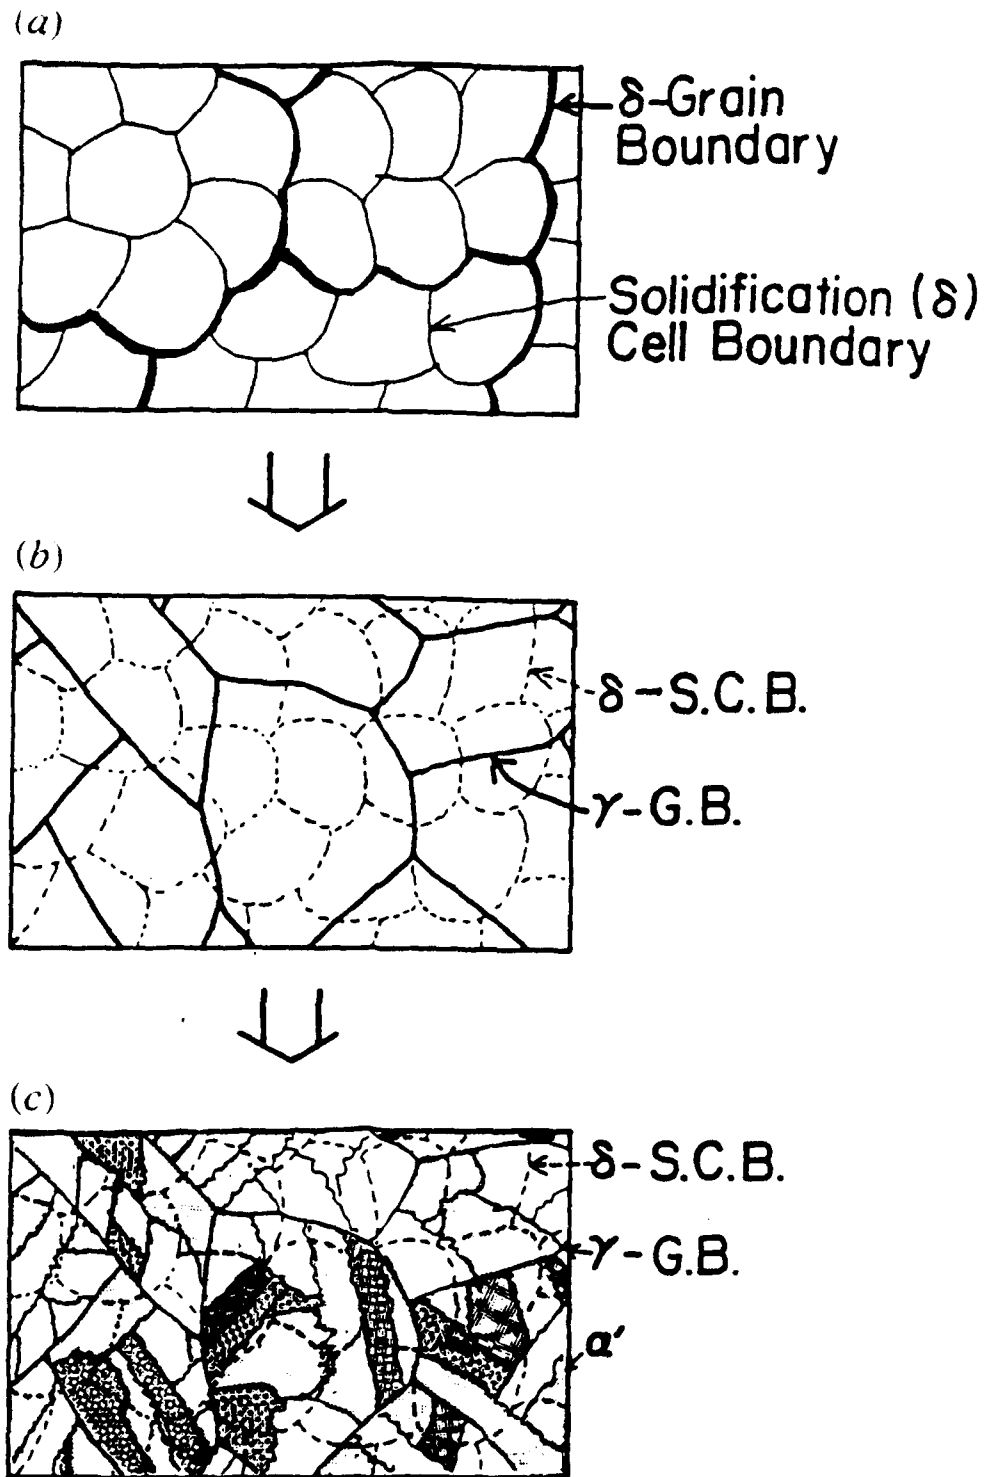 (a)
δ-Grain
Boundary
Solidification (δ)
Cell Boundary
(b)
δ-S.C.B.
γ-G.B.
(c)
δ-S.C.B.
γ-G.B.
α′